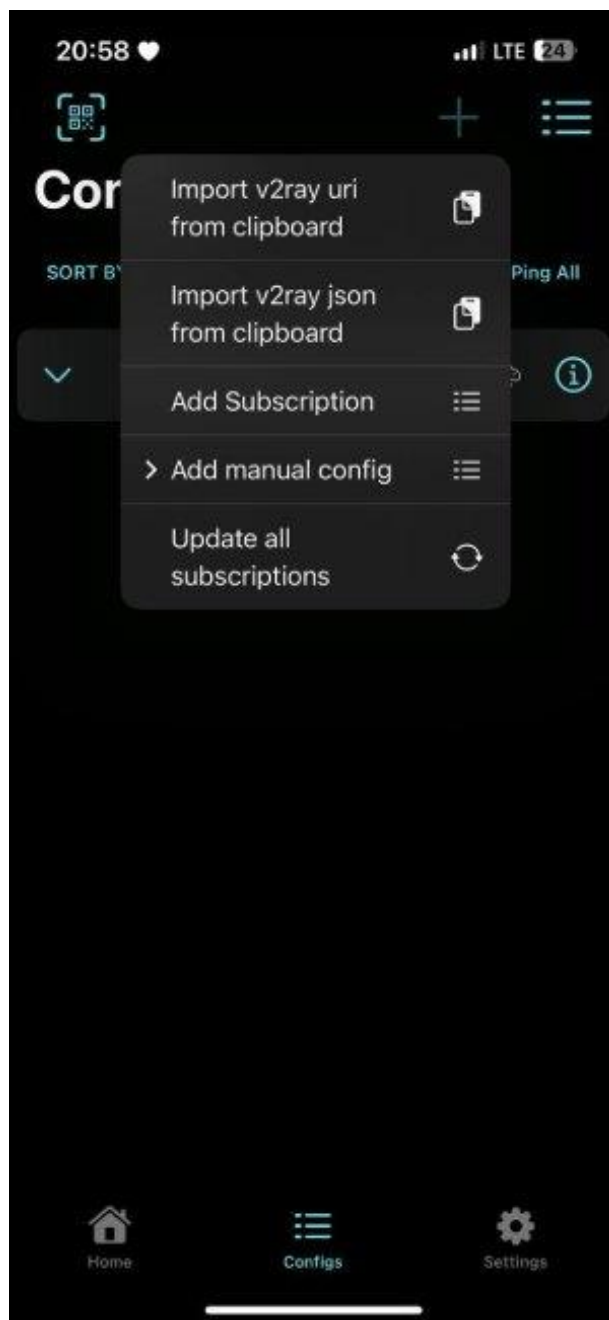 20:58
LTE 24
Cor
Import v2ray uri
from clipboard
SORT BY
Ping All
Import v2ray json
from clipboard
Add Subscription
Add manual config
Update all
subscriptions
Home
Configs
Settings